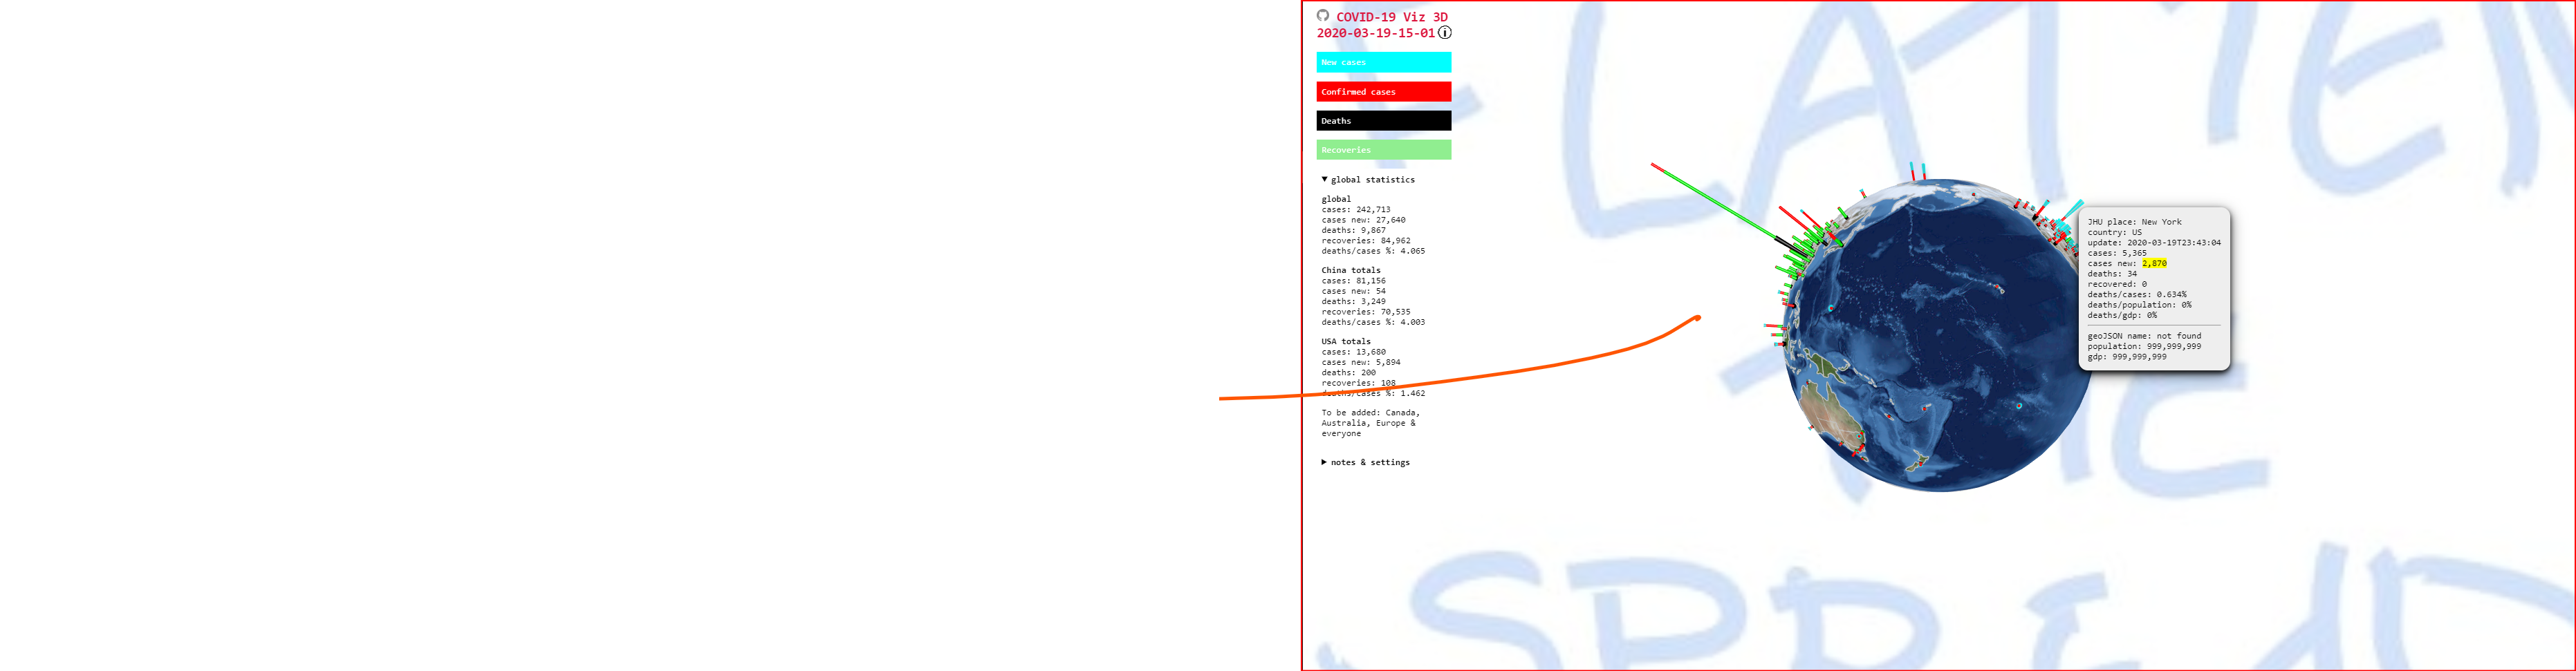 COVID-19 Viz 3D
2020-03-19-15-01
New cases
Confirmed cases
Deaths
Recoveries
▼ global statistics
global
cases: 242,713
cases new: 27,640
deaths: 9,867
recoveries: 84,962
deaths/cases %: 4.065
China totals
cases: 81,156
cases new: 54
deaths: 3,249
recoveries: 70,535
deaths/cases %: 4.003
USA totals
cases: 13,680
cases new: 5,894
deaths: 200
recoveries: 108
deaths/cases %: 1.462
To be added: Canada,
Australia, Europe &
everyone
▶ notes & settings
JHU place: New York
country: US
update: 2020-03-19T23:43:04
cases: 5,365
cases new: 2,870
deaths: 34
recovered: 0
deaths/cases: 0.634%
deaths/population: 0%
deaths/gdp: 0%
geoJSON name: not found
population: 999,999,999
gdp: 999,999,999
FLATTEN
THE